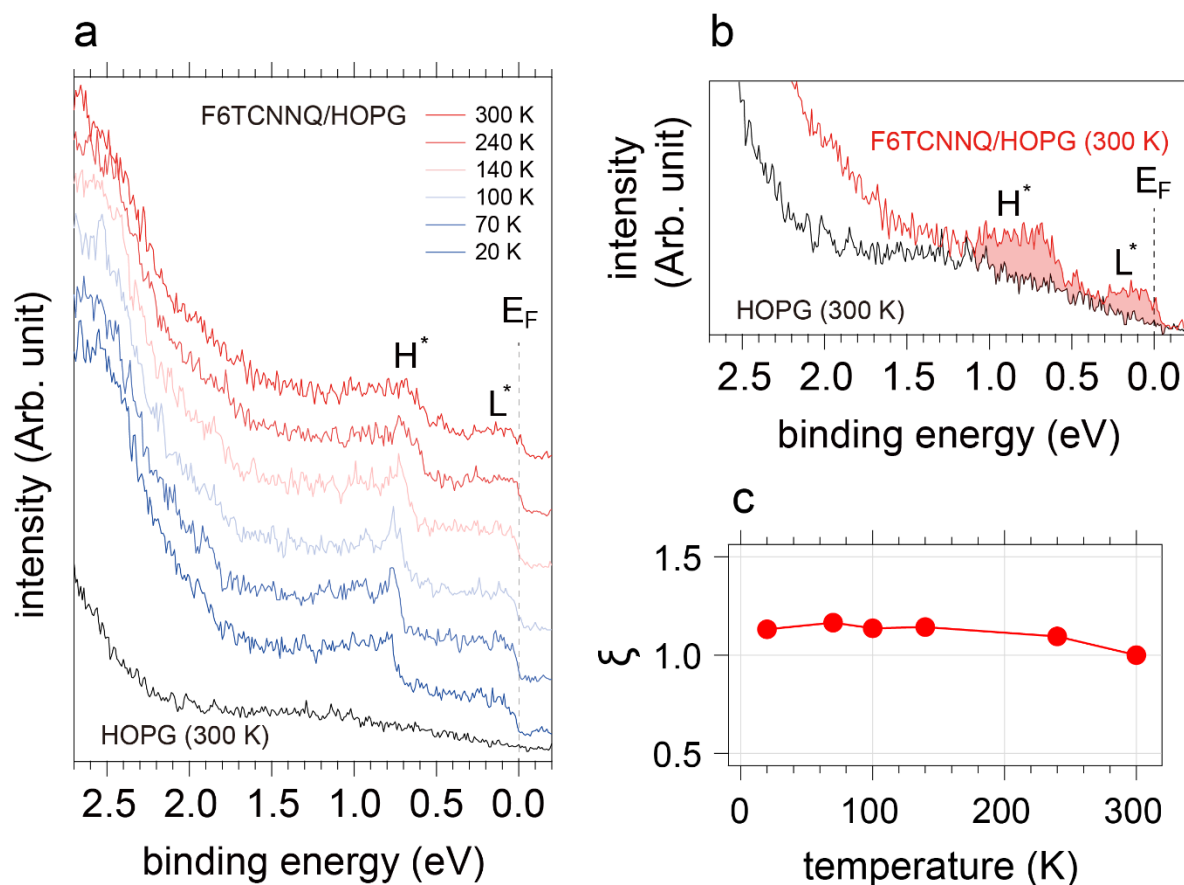 a
F6TCNNQ/HOPG
300 K
240 K
140 K
100 K
70 K
20 K
E_F
H*
L*
HOPG (300 K)
intensity (Arb. unit)
2.5 2.0 1.5 1.0 0.5 0.0
binding energy (eV)
b
F6TCNNQ/HOPG (300 K)
E_F
H*
L*
HOPG (300 K)
intensity
(Arb. unit)
2.5 2.0 1.5 1.0 0.5 0.0
binding energy (eV)
c
1.5
1.0
0.5
ξ
0 100 200 300
temperature (K)